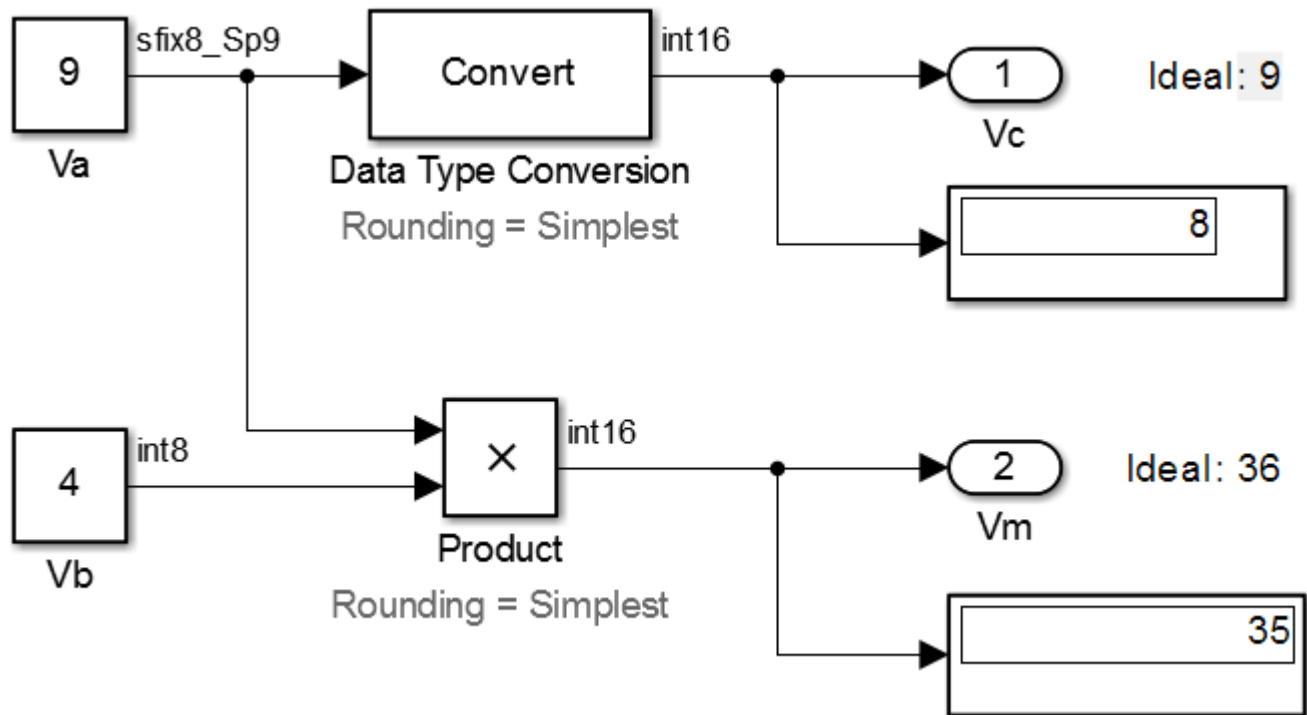 sfix8_Sp9
int16
9
Convert
1
Ideal: 9
Va
Vc
Data Type Conversion
Rounding = Simplest
8
int8
int16
4
×
2
Ideal: 36
Vb
Product
Vm
Rounding = Simplest
35